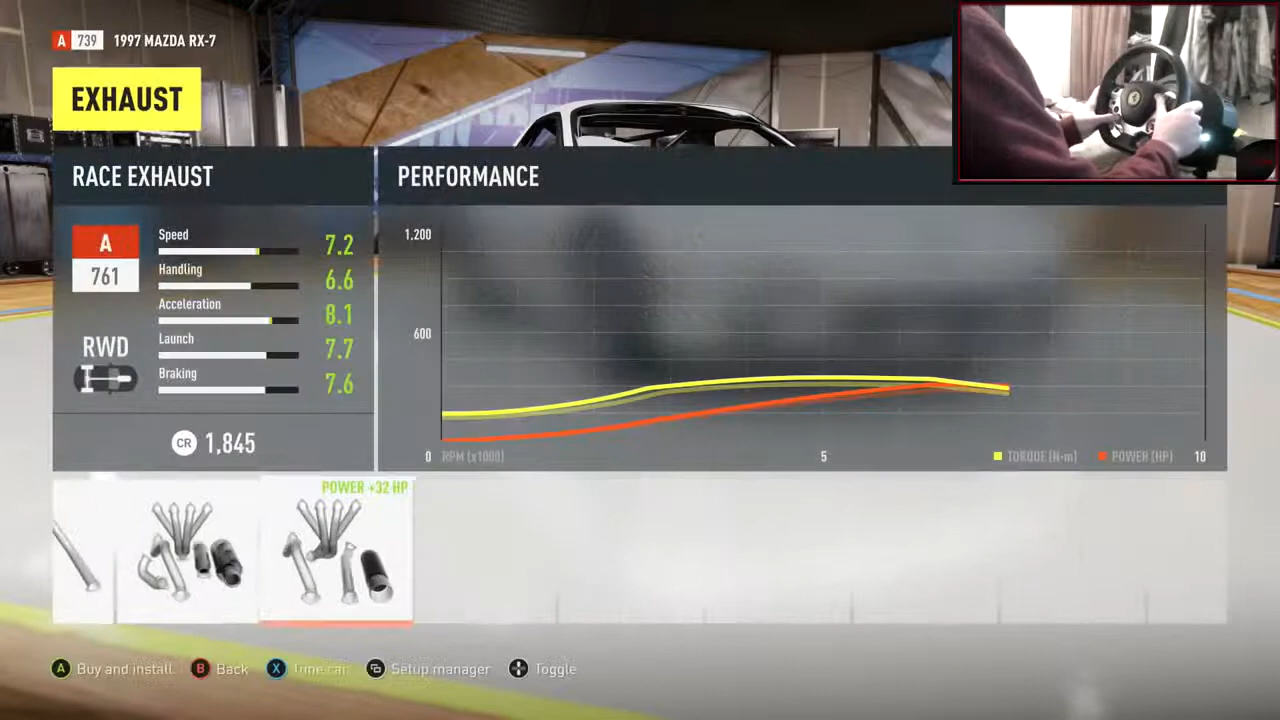 A 739 1997 MAZDA RX-7
EXHAUST
RACE EXHAUST
A
761
RWD
Speed 7.2
Handling 6.6
Acceleration 8.1
Launch 7.7
Braking 7.6
CR 1,845
PERFORMANCE
1,200
600
0 RPM (x1000) 5 TORQUE (N-m) POWER (HP) 10
POWER +32 HP
A Buy and install B Back X Tune car Setup manager Toggle